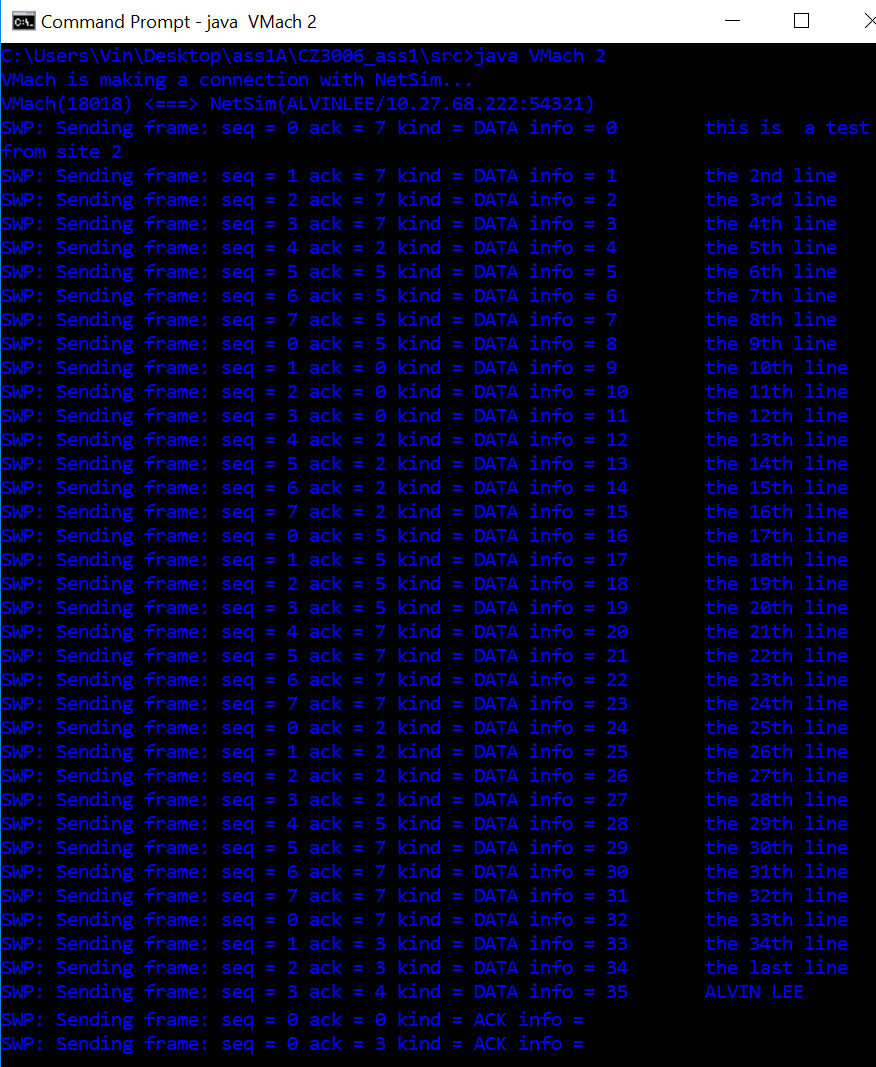 Command Prompt - java  VMach 2
C:\Users\Vin\Desktop\ass1A\CZ3006_ass1\src>java VMach 2
VMach is making a connection with NetSim...
VMach(18018) <===> NetSim(ALVINLEE/10.27.68.222:54321)
SWP: Sending frame: seq = 0 ack = 7 kind = DATA info = 0        this is  a test
from site 2
SWP: Sending frame: seq = 1 ack = 7 kind = DATA info = 1        the 2nd line
SWP: Sending frame: seq = 2 ack = 7 kind = DATA info = 2        the 3rd line
SWP: Sending frame: seq = 3 ack = 7 kind = DATA info = 3        the 4th line
SWP: Sending frame: seq = 4 ack = 2 kind = DATA info = 4        the 5th line
SWP: Sending frame: seq = 5 ack = 5 kind = DATA info = 5        the 6th line
SWP: Sending frame: seq = 6 ack = 5 kind = DATA info = 6        the 7th line
SWP: Sending frame: seq = 7 ack = 5 kind = DATA info = 7        the 8th line
SWP: Sending frame: seq = 0 ack = 5 kind = DATA info = 8        the 9th line
SWP: Sending frame: seq = 1 ack = 0 kind = DATA info = 9        the 10th line
SWP: Sending frame: seq = 2 ack = 0 kind = DATA info = 10       the 11th line
SWP: Sending frame: seq = 3 ack = 0 kind = DATA info = 11       the 12th line
SWP: Sending frame: seq = 4 ack = 2 kind = DATA info = 12       the 13th line
SWP: Sending frame: seq = 5 ack = 2 kind = DATA info = 13       the 14th line
SWP: Sending frame: seq = 6 ack = 2 kind = DATA info = 14       the 15th line
SWP: Sending frame: seq = 7 ack = 2 kind = DATA info = 15       the 16th line
SWP: Sending frame: seq = 0 ack = 5 kind = DATA info = 16       the 17th line
SWP: Sending frame: seq = 1 ack = 5 kind = DATA info = 17       the 18th line
SWP: Sending frame: seq = 2 ack = 5 kind = DATA info = 18       the 19th line
SWP: Sending frame: seq = 3 ack = 5 kind = DATA info = 19       the 20th line
SWP: Sending frame: seq = 4 ack = 7 kind = DATA info = 20       the 21th line
SWP: Sending frame: seq = 5 ack = 7 kind = DATA info = 21       the 22th line
SWP: Sending frame: seq = 6 ack = 7 kind = DATA info = 22       the 23th line
SWP: Sending frame: seq = 7 ack = 7 kind = DATA info = 23       the 24th line
SWP: Sending frame: seq = 0 ack = 2 kind = DATA info = 24       the 25th line
SWP: Sending frame: seq = 1 ack = 2 kind = DATA info = 25       the 26th line
SWP: Sending frame: seq = 2 ack = 2 kind = DATA info = 26       the 27th line
SWP: Sending frame: seq = 3 ack = 2 kind = DATA info = 27       the 28th line
SWP: Sending frame: seq = 4 ack = 5 kind = DATA info = 28       the 29th line
SWP: Sending frame: seq = 5 ack = 7 kind = DATA info = 29       the 30th line
SWP: Sending frame: seq = 6 ack = 7 kind = DATA info = 30       the 31th line
SWP: Sending frame: seq = 7 ack = 7 kind = DATA info = 31       the 32th line
SWP: Sending frame: seq = 0 ack = 7 kind = DATA info = 32       the 33th line
SWP: Sending frame: seq = 1 ack = 3 kind = DATA info = 33       the 34th line
SWP: Sending frame: seq = 2 ack = 3 kind = DATA info = 34       the last line
SWP: Sending frame: seq = 3 ack = 4 kind = DATA info = 35       ALVIN LEE
SWP: Sending frame: seq = 0 ack = 0 kind = ACK info =
SWP: Sending frame: seq = 0 ack = 3 kind = ACK info =